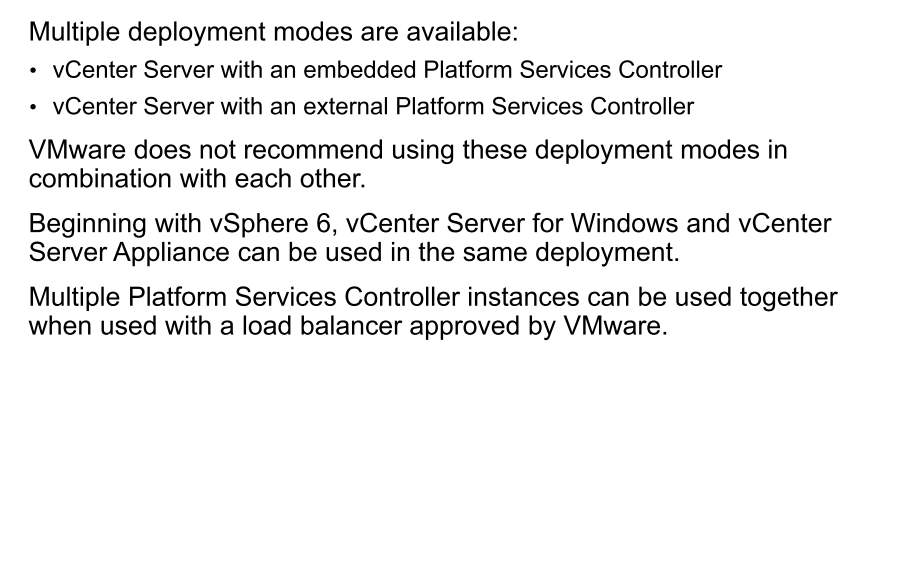 Multiple deployment modes are available:
• vCenter Server with an embedded Platform Services Controller
• vCenter Server with an external Platform Services Controller
VMware does not recommend using these deployment modes in
combination with each other.
Beginning with vSphere 6, vCenter Server for Windows and vCenter
Server Appliance can be used in the same deployment.
Multiple Platform Services Controller instances can be used together
when used with a load balancer approved by VMware.